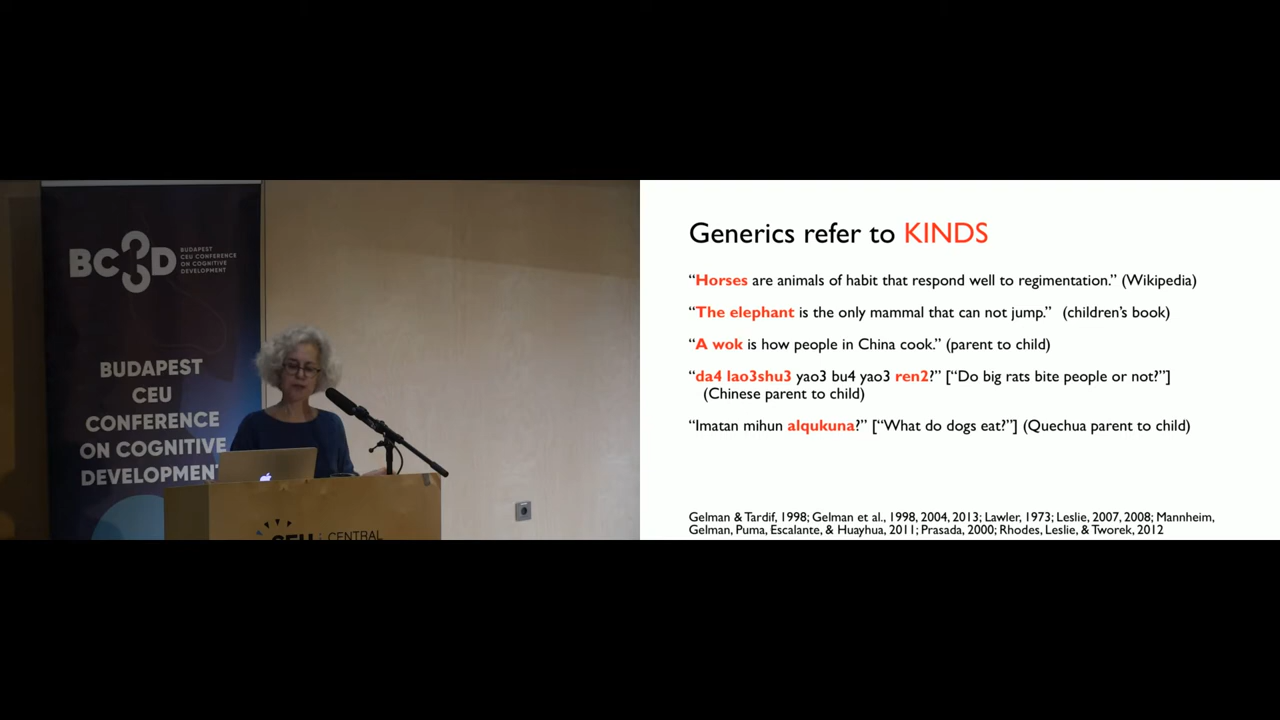 BC3D
BUDAPEST
CEU CONFERENCE
ON COGNITIVE
DEVELOPMENT
BUDAPEST
CEU
CONFERENCE
ON COGNITIVE
DEVELOPMENT
CEU CENTRAL
Generics refer to KINDS
“Horses are animals of habit that respond well to regimentation.” (Wikipedia)
“The elephant is the only mammal that can not jump.” (children’s book)
“A wok is how people in China cook.” (parent to child)
“da4 lao3shu3 yao3 bu4 yao3 ren2?” [“Do big rats bite people or not?”]
(Chinese parent to child)
“Imatan mihun alqukuna?” [“What do dogs eat?”] (Quechua parent to child)
Gelman & Tardif, 1998; Gelman et al., 1998, 2004, 2013; Lawler, 1973; Leslie, 2007, 2008; Mannheim,
Gelman, Puma, Escalante, & Huayhua, 2011; Prasada, 2000; Rhodes, Leslie, & Tworek, 2012